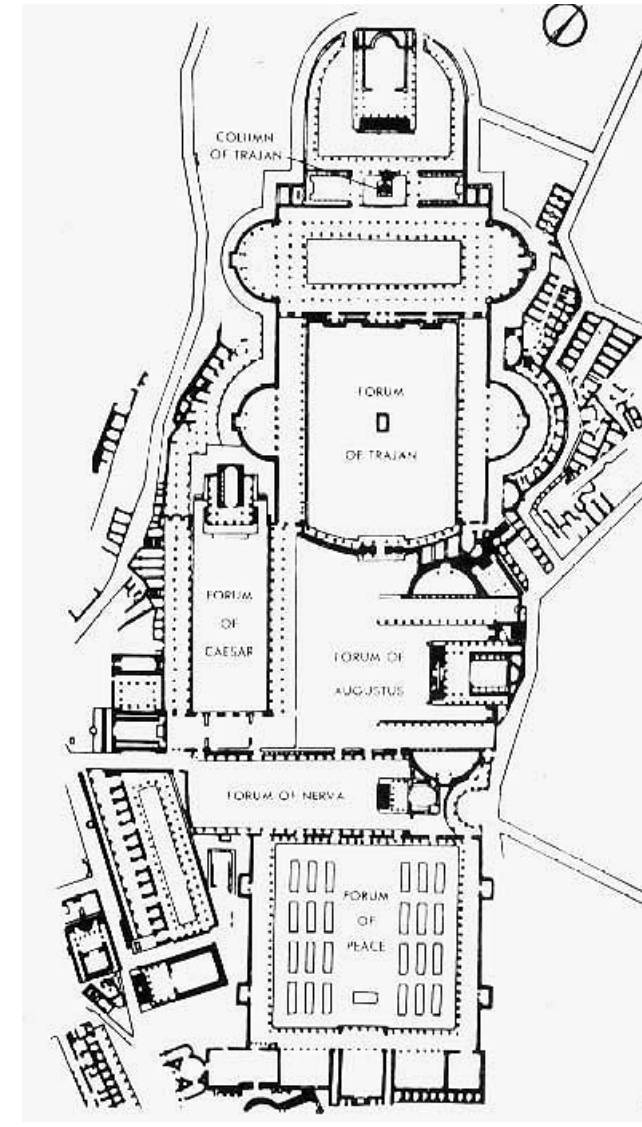 COLUMN
OF TRAJAN
FORUM
OF TRAJAN
FORUM
OF
CAESAR
FORUM OF
AUGUSTUS
FORUM OF NERVA
FORUM
OF
PEACE